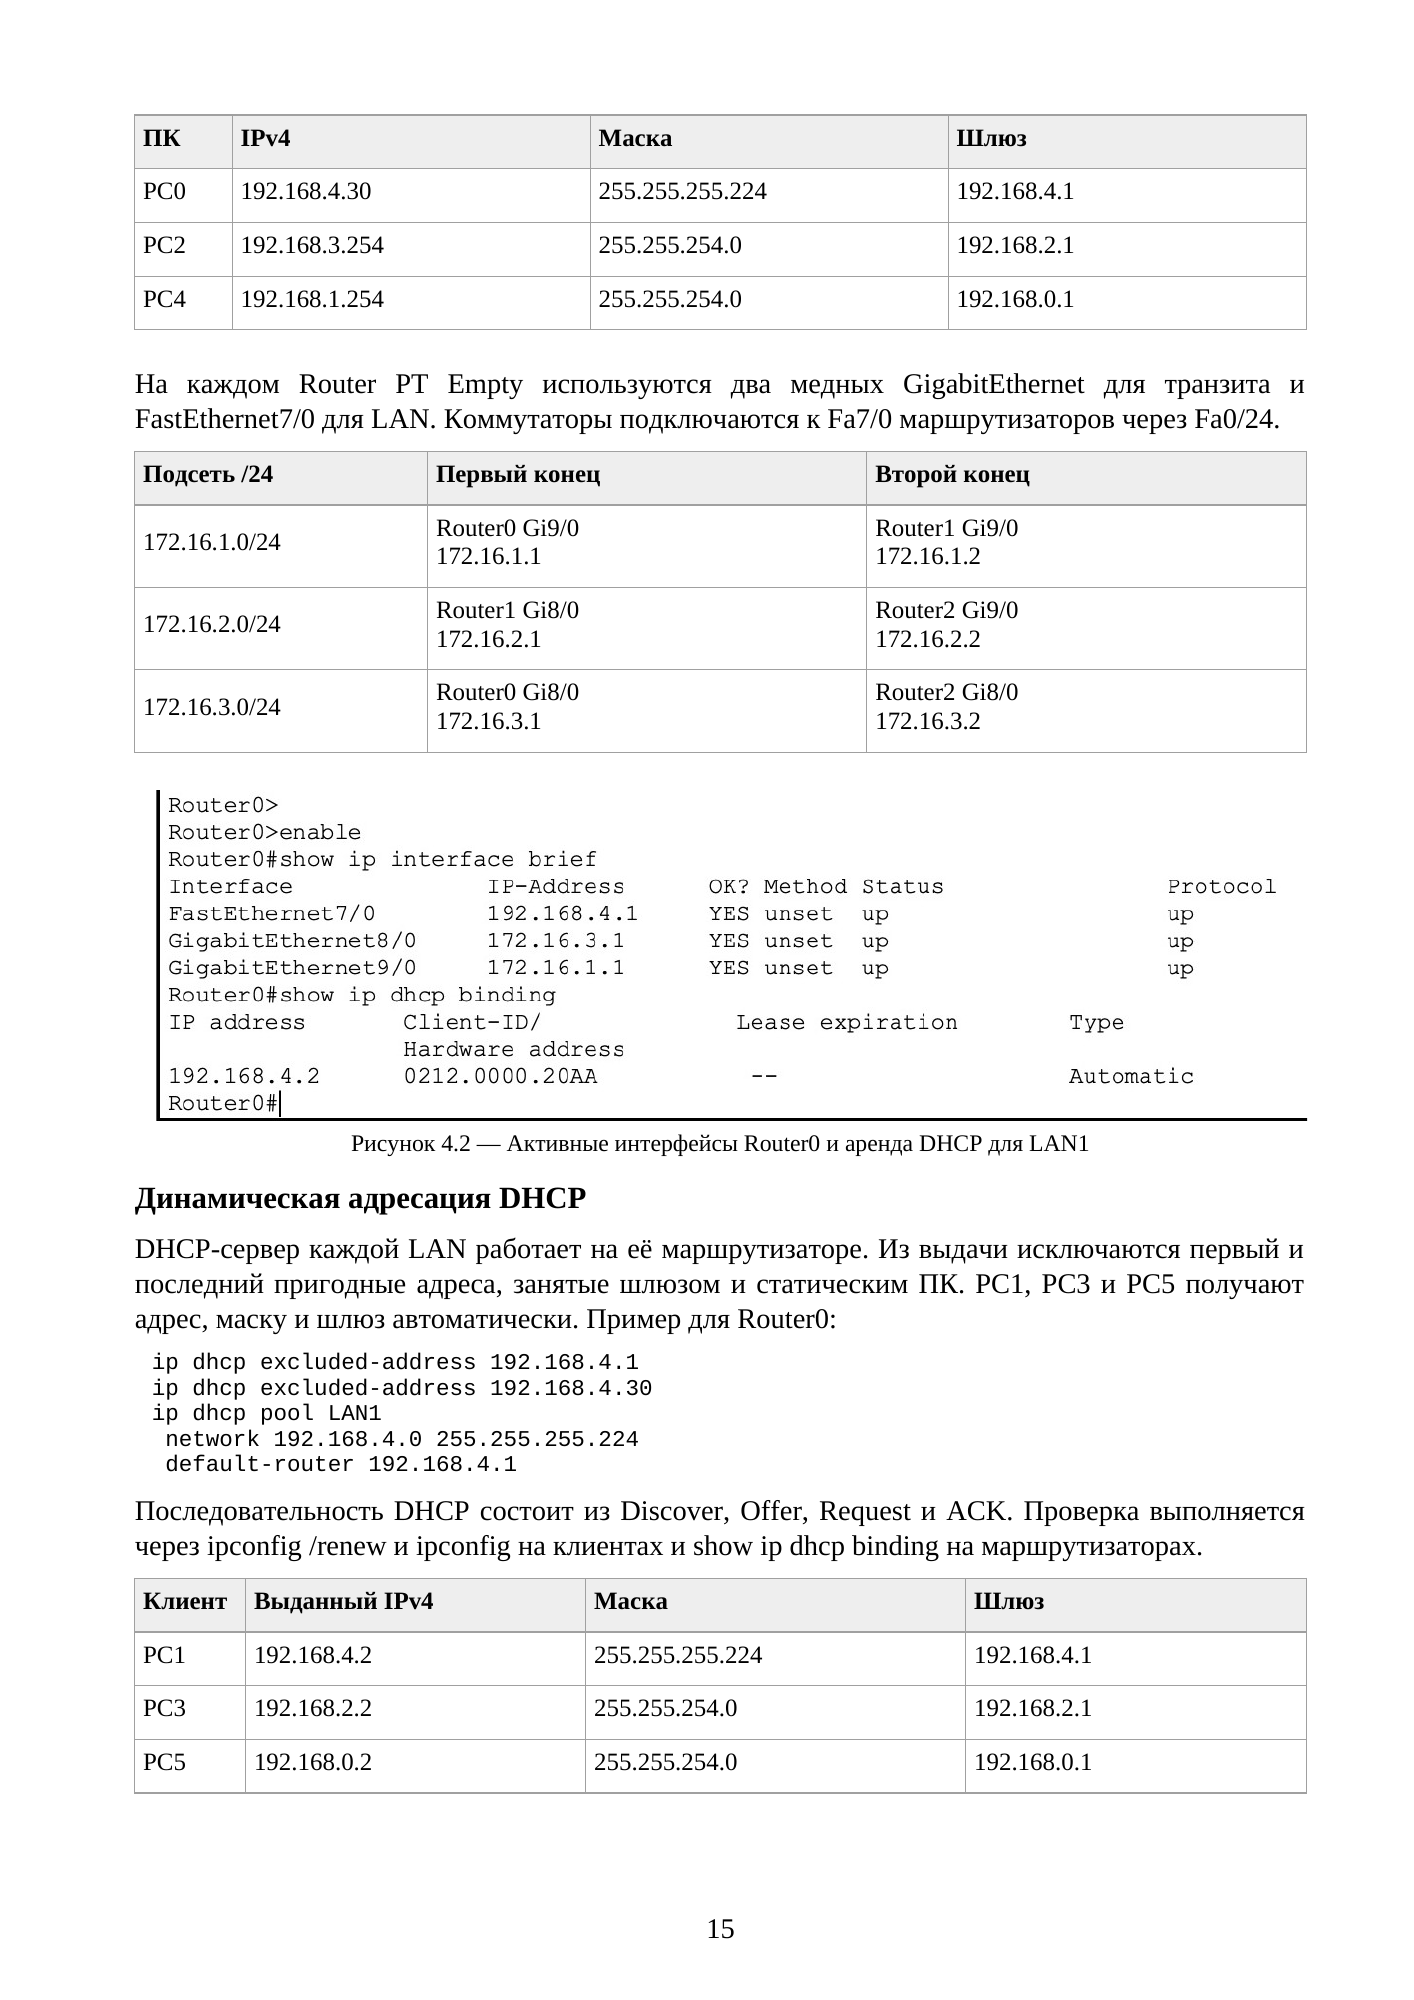 ПК IPv4 Маска Шлюз
PC0 192.168.4.30 255.255.255.224 192.168.4.1
PC2 192.168.3.254 255.255.254.0 192.168.2.1
PC4 192.168.1.254 255.255.254.0 192.168.0.1
На каждом Router PT Empty используются два медных GigabitEthernet для транзита и
FastEthernet7/0 для LAN. Коммутаторы подключаются к Fa7/0 маршрутизаторов через Fa0/24.
Подсеть /24 Первый конец Второй конец
172.16.1.0/24 Router0 Gi9/0 Router1 Gi9/0
172.16.1.1 172.16.1.2
172.16.2.0/24 Router1 Gi8/0 Router2 Gi9/0
172.16.2.1 172.16.2.2
172.16.3.0/24 Router0 Gi8/0 Router2 Gi8/0
172.16.3.1 172.16.3.2
Router0>
Router0>enable
Router0#show ip interface brief
Interface IP-Address OK? Method Status Protocol
FastEthernet7/0 192.168.4.1 YES unset up up
GigabitEthernet8/0 172.16.3.1 YES unset up up
GigabitEthernet9/0 172.16.1.1 YES unset up up
Router0#show ip dhcp binding
IP address Client-ID/ Lease expiration Type
Hardware address
192.168.4.2 0212.0000.20AA -- Automatic
Router0#
Рисунок 4.2 — Активные интерфейсы Router0 и аренда DHCP для LAN1
Динамическая адресация DHCP
DHCP-сервер каждой LAN работает на её маршрутизаторе. Из выдачи исключаются первый и
последний пригодные адреса, занятые шлюзом и статическим ПК. PC1, PC3 и PC5 получают
адрес, маску и шлюз автоматически. Пример для Router0:
ip dhcp excluded-address 192.168.4.1
ip dhcp excluded-address 192.168.4.30
ip dhcp pool LAN1
network 192.168.4.0 255.255.255.224
default-router 192.168.4.1
Последовательность DHCP состоит из Discover, Offer, Request и ACK. Проверка выполняется
через ipconfig /renew и ipconfig на клиентах и show ip dhcp binding на маршрутизаторах.
Клиент Выданный IPv4 Маска Шлюз
PC1 192.168.4.2 255.255.255.224 192.168.4.1
PC3 192.168.2.2 255.255.254.0 192.168.2.1
PC5 192.168.0.2 255.255.254.0 192.168.0.1
15